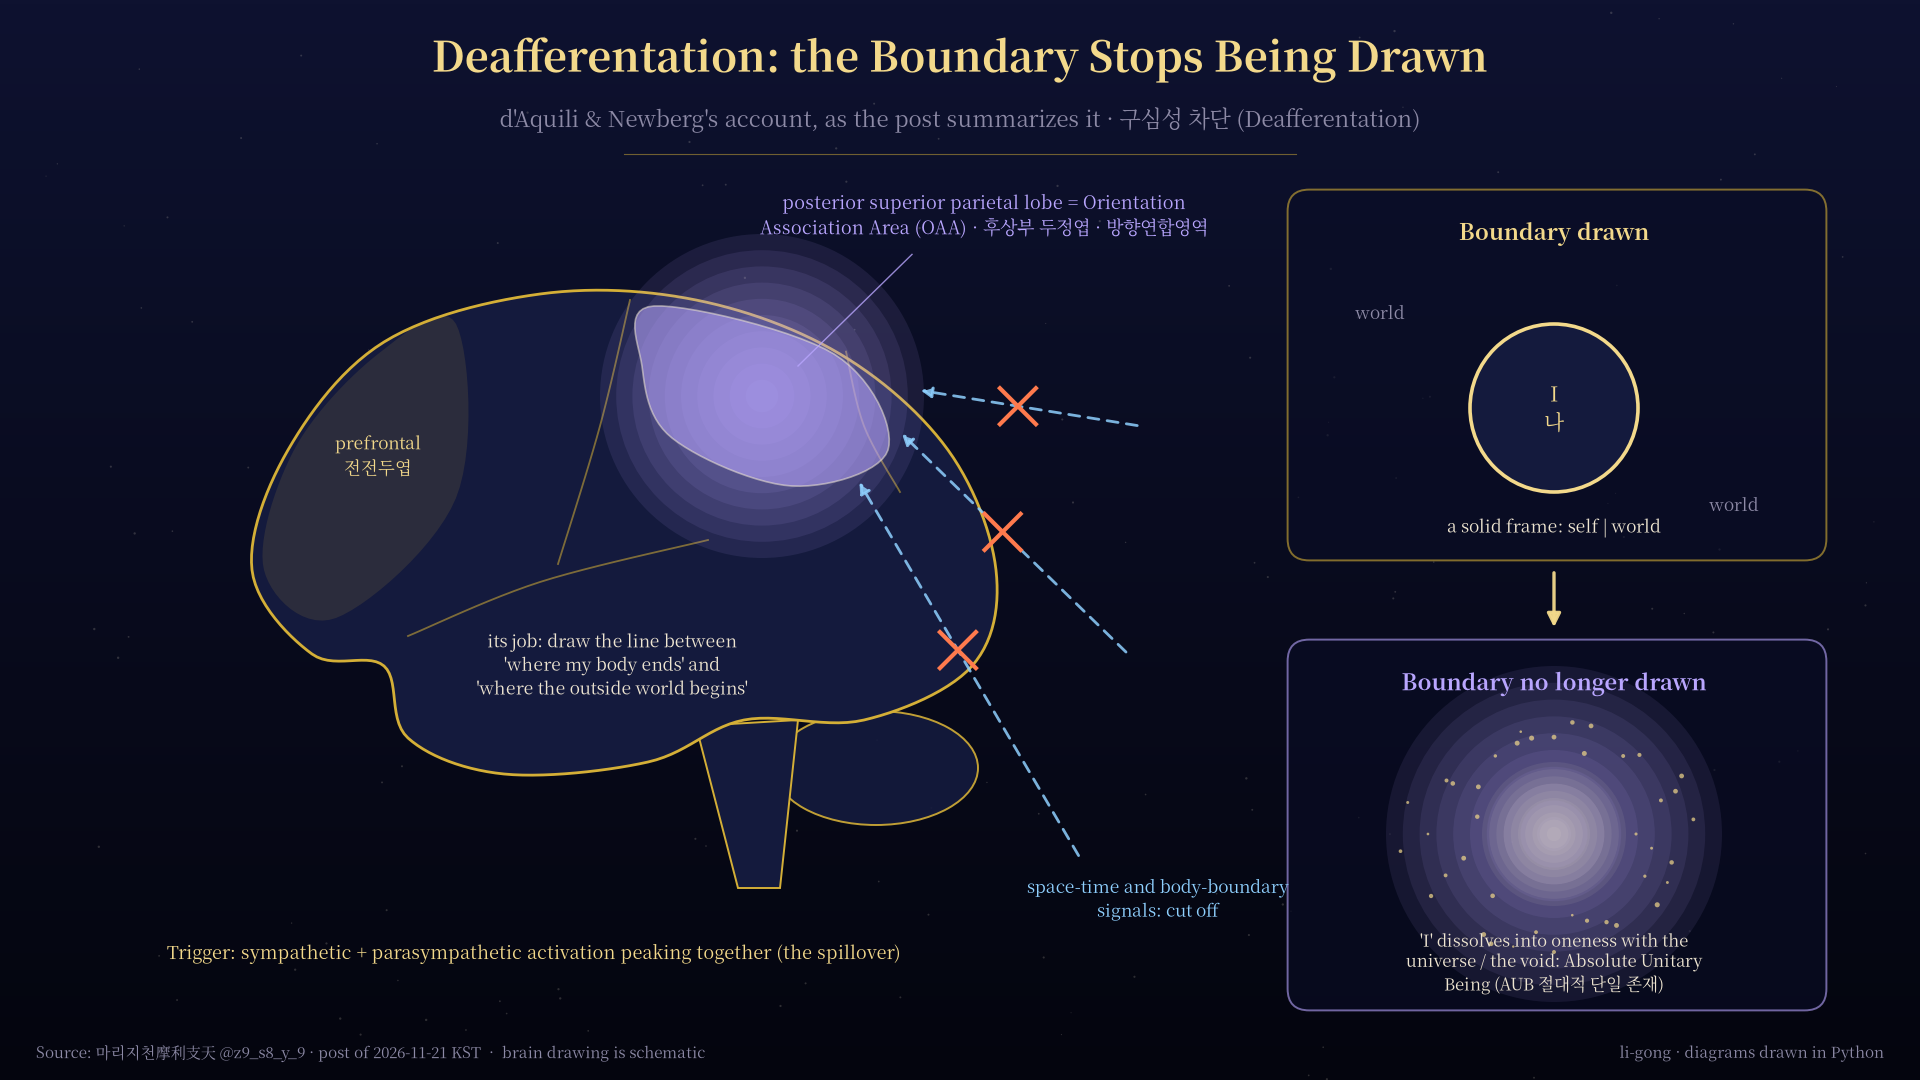 Deafferentation: the Boundary Stops Being Drawn
d'Aquili & Newberg's account, as the post summarizes it · 구심성 차단 (Deafferentation)
posterior superior parietal lobe = Orientation
Association Area (OAA) · 후상부 두정엽 · 방향연합영역
prefrontal
전전두엽
its job: draw the line between
'where my body ends' and
'where the outside world begins'
space-time and body-boundary
signals: cut off
Trigger: sympathetic + parasympathetic activation peaking together (the spillover)
Boundary drawn
world
I
나
world
a solid frame: self | world
Boundary no longer drawn
'I' dissolves into oneness with the
universe / the void: Absolute Unitary
Being (AUB 절대적 단일 존재)
Source: 마리지천摩利支天 @z9_s8_y_9 · post of 2026-11-21 KST · brain drawing is schematic
li-gong · diagrams drawn in Python